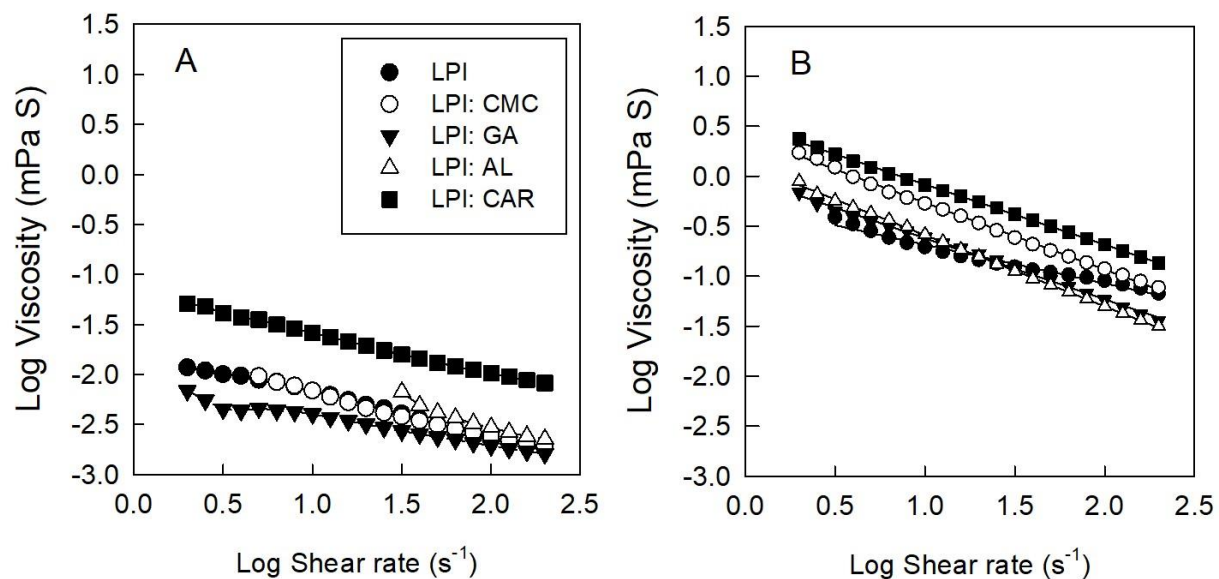 A
LPI
LPI: CMC
LPI: GA
LPI: AL
LPI: CAR
Log Viscosity (mPa S)
1.5
1.0
0.5
0.0
-0.5
-1.0
-1.5
-2.0
-2.5
-3.0
0.0 0.5 1.0 1.5 2.0 2.5
Log Shear rate (s⁻¹)
B
Log Viscosity (mPa S)
1.5
1.0
0.5
0.0
-0.5
-1.0
-1.5
-2.0
-2.5
-3.0
0.0 0.5 1.0 1.5 2.0 2.5
Log Shear rate (s⁻¹)